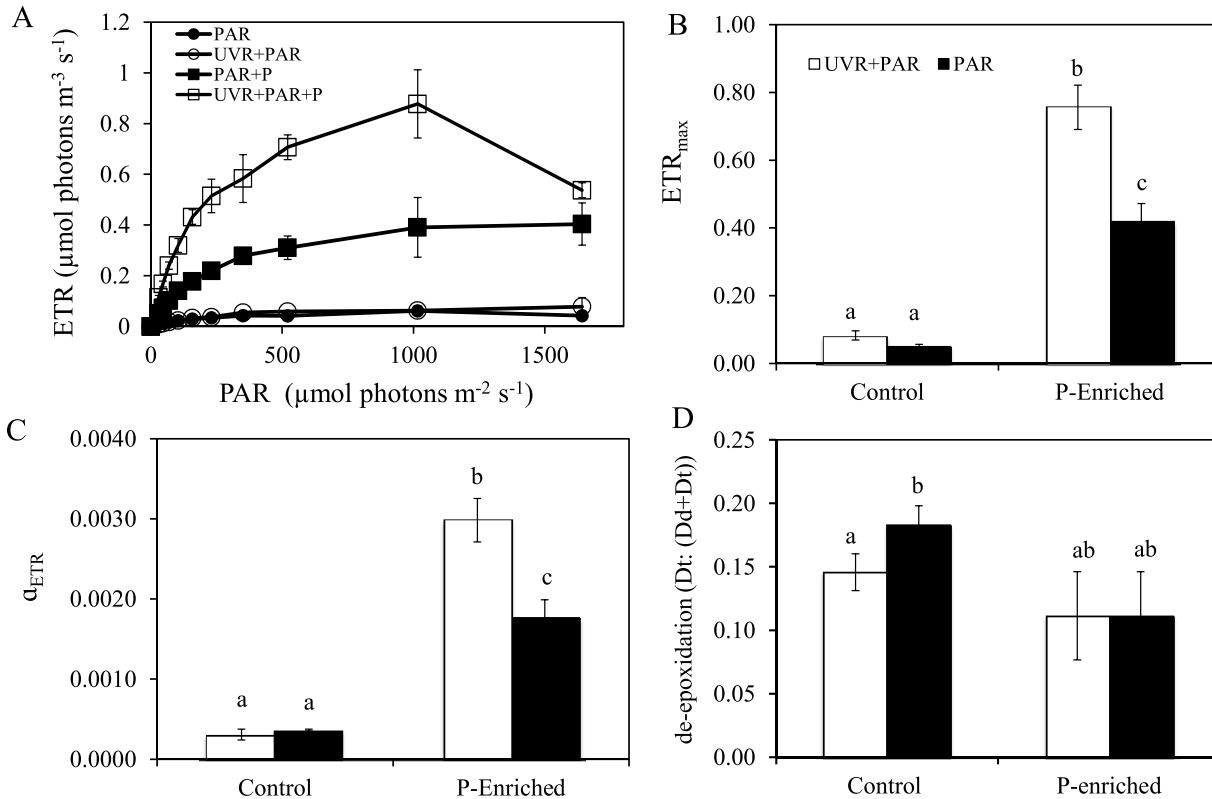 A
ETR (µmol photons m-3 s-1)
1.2
1
0.8
0.6
0.4
0.2
0
PAR
UVR+PAR
PAR+P
UVR+PAR+P
0 500 1000 1500
PAR (µmol photons m-2 s-1)
B
ETRmax
1.00
0.80
0.60
0.40
0.20
0.00
UVR+PAR PAR
a a b c
Control P-Enriched
C
αETR
0.0040
0.0030
0.0020
0.0010
0.0000
a a b c
Control P-Enriched
D
de-epoxidation (Dt: (Dd+Dt))
0.25
0.20
0.15
0.10
0.05
0.00
a b ab ab
Control P-enriched